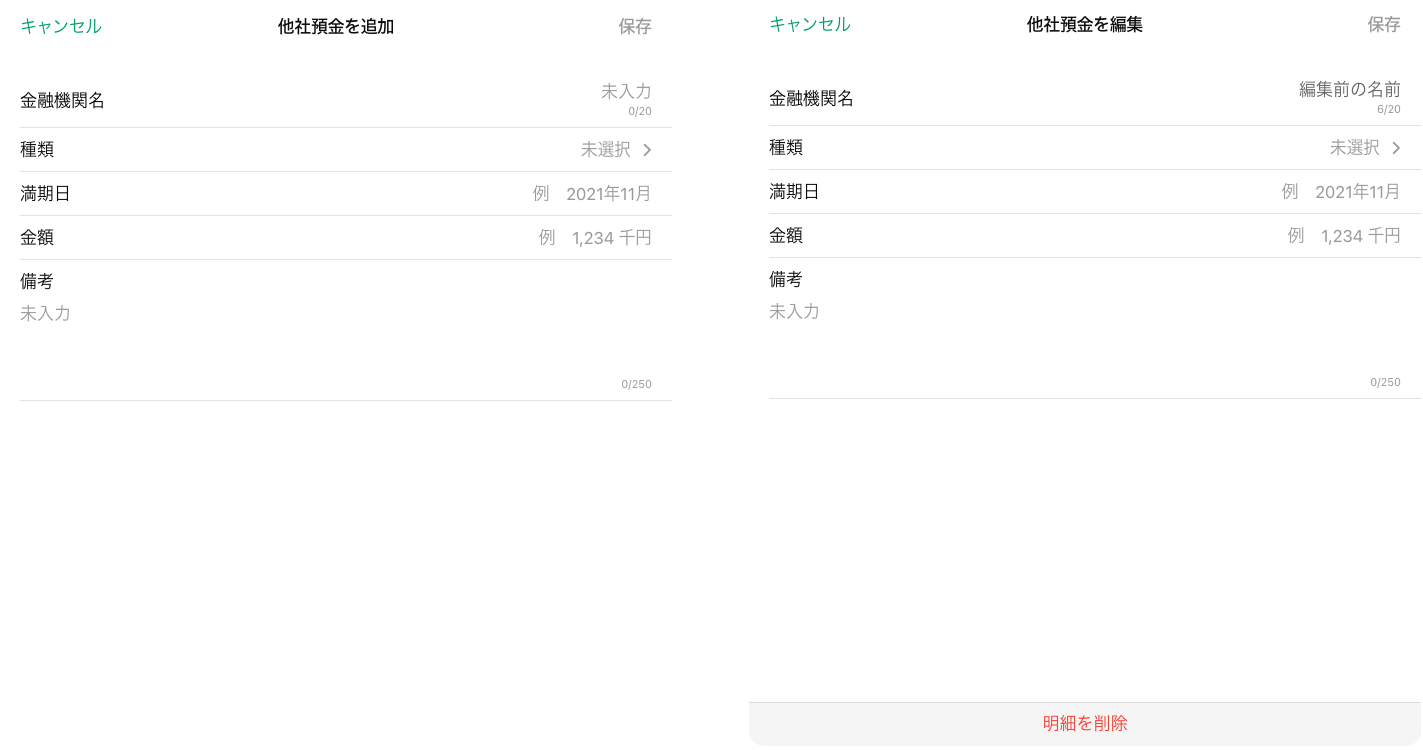 キャンセル 他社預金を追加 保存
金融機関名 未入力
0/20
種類 未選択
満期日 例 2021年11月
金額 例 1,234 千円
備考
未入力
0/250
キャンセル 他社預金を編集 保存
金融機関名 編集前の名前
6/20
種類 未選択
満期日 例 2021年11月
金額 例 1,234 千円
備考
未入力
0/250
明細を削除